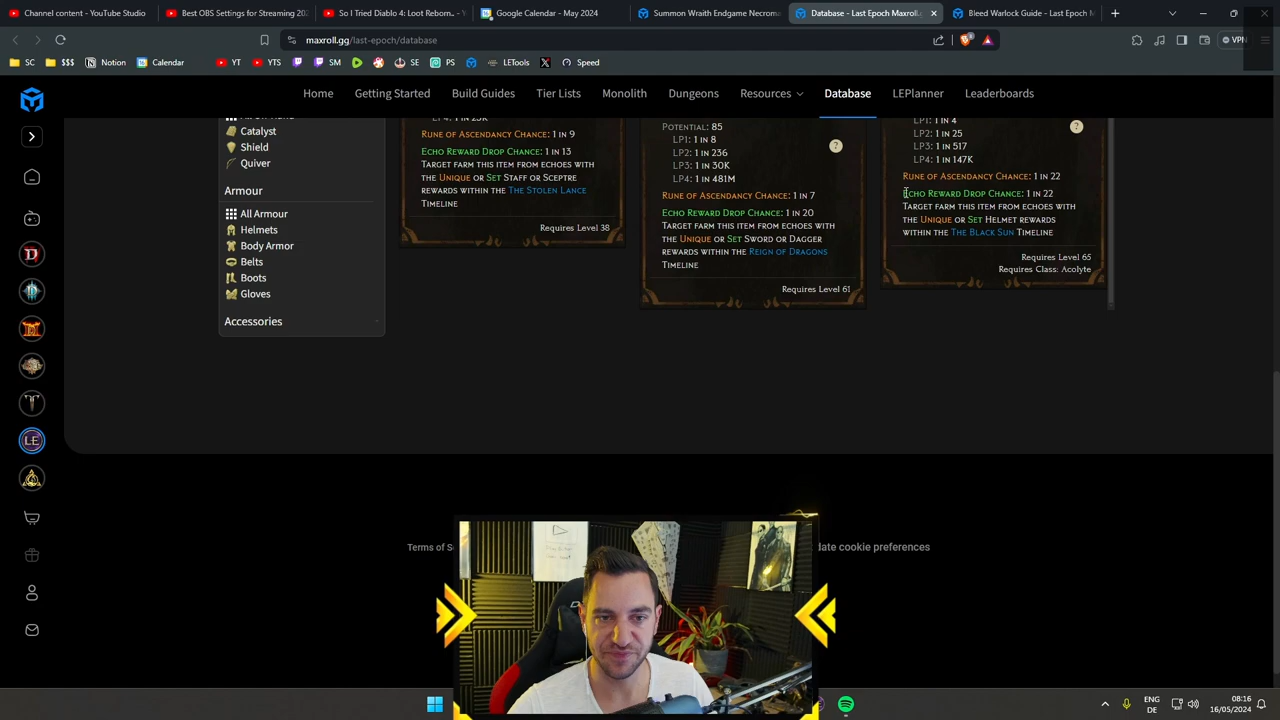 Channel content - YouTube Studio
Best OBS Settings for Streaming 202
So I Tried Diablo 4: Loot Reborn.. - Y
Google Calendar - May 2024
Summon Wraith Endgame Necrom
Database - Last Epoch Maxroll.g
Bleed Warlock Guide - Last Epoch M
maxroll.gg/last-epoch/database
VPN
SC
$$$
Notion
Calendar
YT
YTS
SM
SE
PS
LETools
Speed
Home
Getting Started
Build Guides
Tier Lists
Monolith
Dungeons
Resources
Database
LEPlanner
Leaderboards
Catalyst
Shield
Quiver
Armour
All Armour
Helmets
Body Armor
Belts
Boots
Gloves
Accessories
Rune of Ascendancy Chance: 1 in 9
Echo Reward Drop Chance: 1 in 13
Target farm this item from echoes with
the Unique or Set Staff or Sceptre
rewards within the The Stolen Lance
Timeline
Requires Level 38
Potential: 85
LP1: 1 in 8
LP2: 1 in 236
LP3: 1 in 30K
LP4: 1 in 481M
Rune of Ascendancy Chance: 1 in 7
Echo Reward Drop Chance: 1 in 20
Target farm this item from echoes with
the Unique or Set Sword or Dagger
rewards within the Reign of Dragons
Timeline
Requires Level 61
LP1: 1 in 4
LP2: 1 in 25
LP3: 1 in 517
LP4: 1 in 147K
Rune of Ascendancy Chance: 1 in 22
Echo Reward Drop Chance: 1 in 22
Target farm this item from echoes with
the Unique or Set Helmet rewards
within the The Black Sun Timeline
Requires Level 65
Requires Class: Acolyte
LE
Terms of S
date cookie preferences
ENG
DE
08:16
16/05/2024